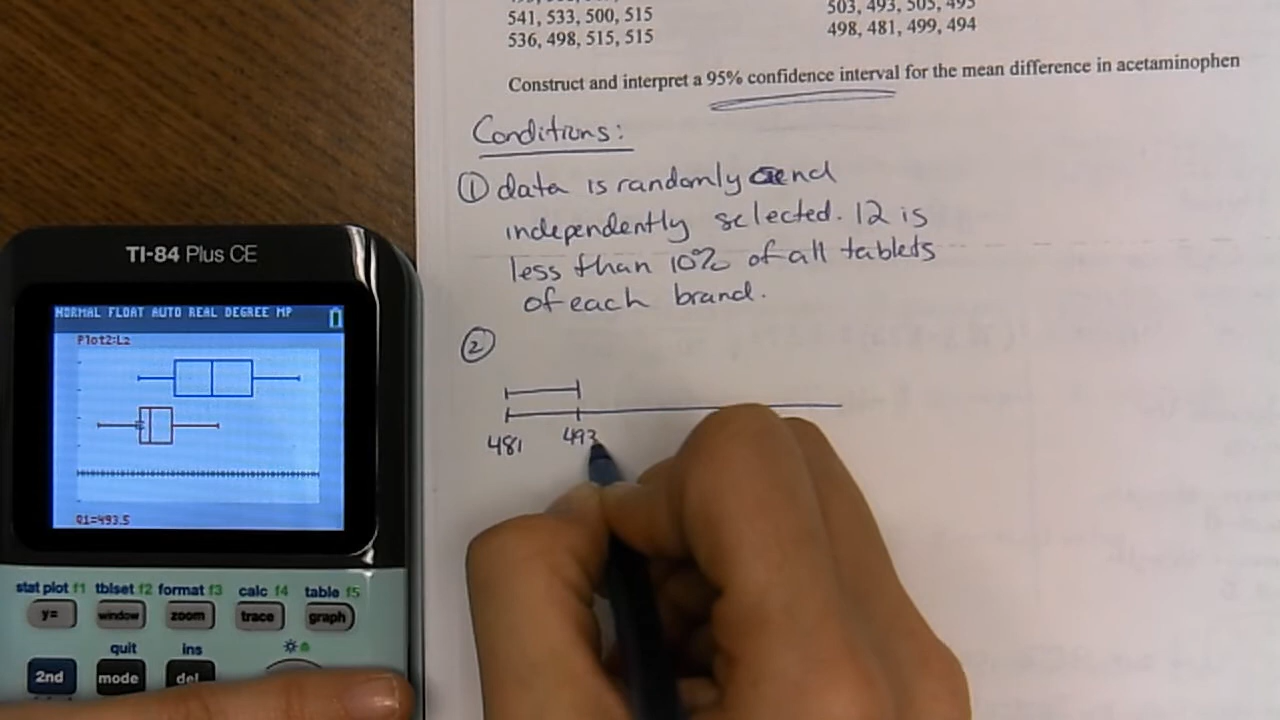 541, 533, 500, 515
536, 498, 515, 515
503, 493, 505, 495
498, 481, 499, 494
Construct and interpret a 95% confidence interval for the mean difference in acetaminophen
Conditions:
① data is randomly and
independently selected. 12 is
less than 10% of all tablets
of each brand.
②
481 493
TI-84 Plus CE
NORMAL FLOAT AUTO REAL DEGREE MP
Plot2:L2
Q1=493.5
stat plot f1 tblset f2 format f3 calc f4 table f5
y= window zoom trace graph
quit ins
2nd mode del